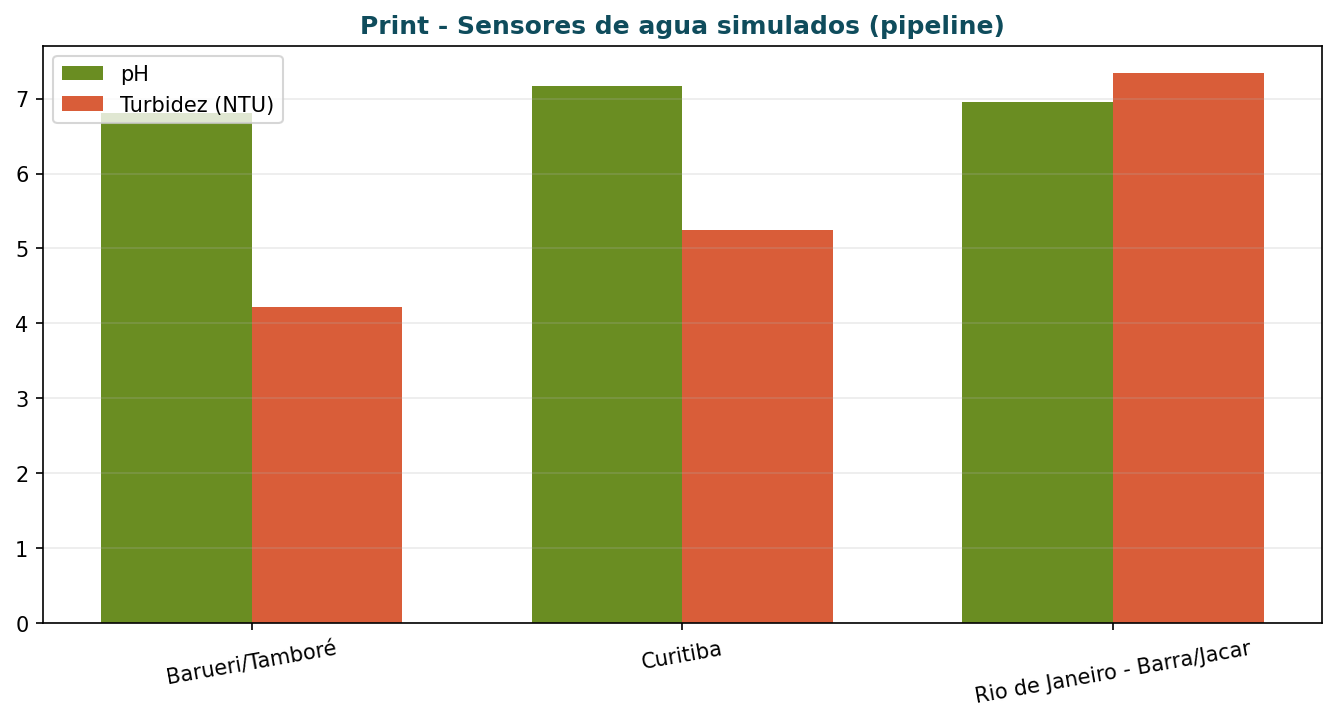 Print - Sensores de agua simulados (pipeline)
pH
Turbidez (NTU)
7
6
5
4
3
2
1
0
Barueri/Tamboré
Curitiba
Rio de Janeiro - Barra/Jacar